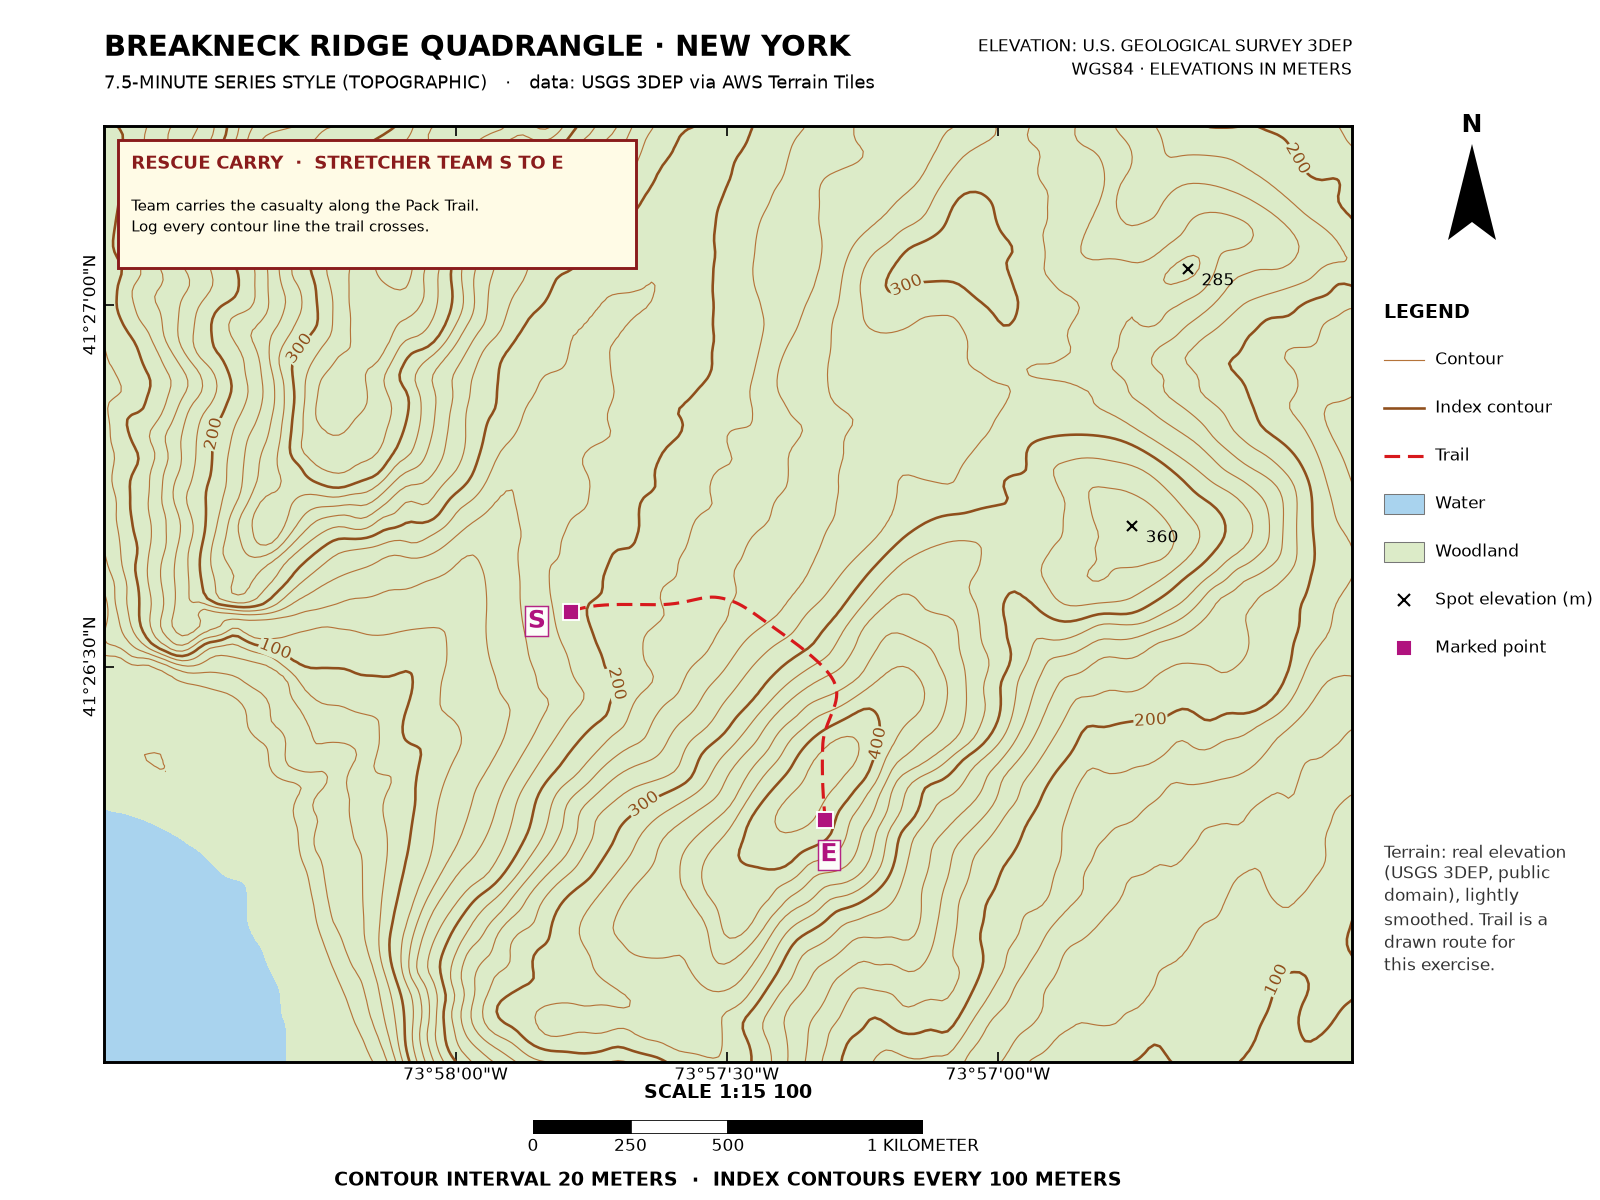 BREAKNECK RIDGE QUADRANGLE · NEW YORK
7.5-MINUTE SERIES STYLE (TOPOGRAPHIC) · data: USGS 3DEP via AWS Terrain Tiles
ELEVATION: U.S. GEOLOGICAL SURVEY 3DEP
WGS84 · ELEVATIONS IN METERS
RESCUE CARRY · STRETCHER TEAM S TO E
Team carries the casualty along the Pack Trail.
Log every contour line the trail crosses.
N
200
300
285
41°27'00"N
300
200
360
S
100
200
41°26'30"N
200
400
300
E
100
LEGEND
Contour
Index contour
Trail
Water
Woodland
Spot elevation (m)
Marked point
Terrain: real elevation
(USGS 3DEP, public
domain), lightly
smoothed. Trail is a
drawn route for
this exercise.
73°58'00"W
73°57'30"W
73°57'00"W
SCALE 1:15 100
0 250 500 1 KILOMETER
CONTOUR INTERVAL 20 METERS · INDEX CONTOURS EVERY 100 METERS